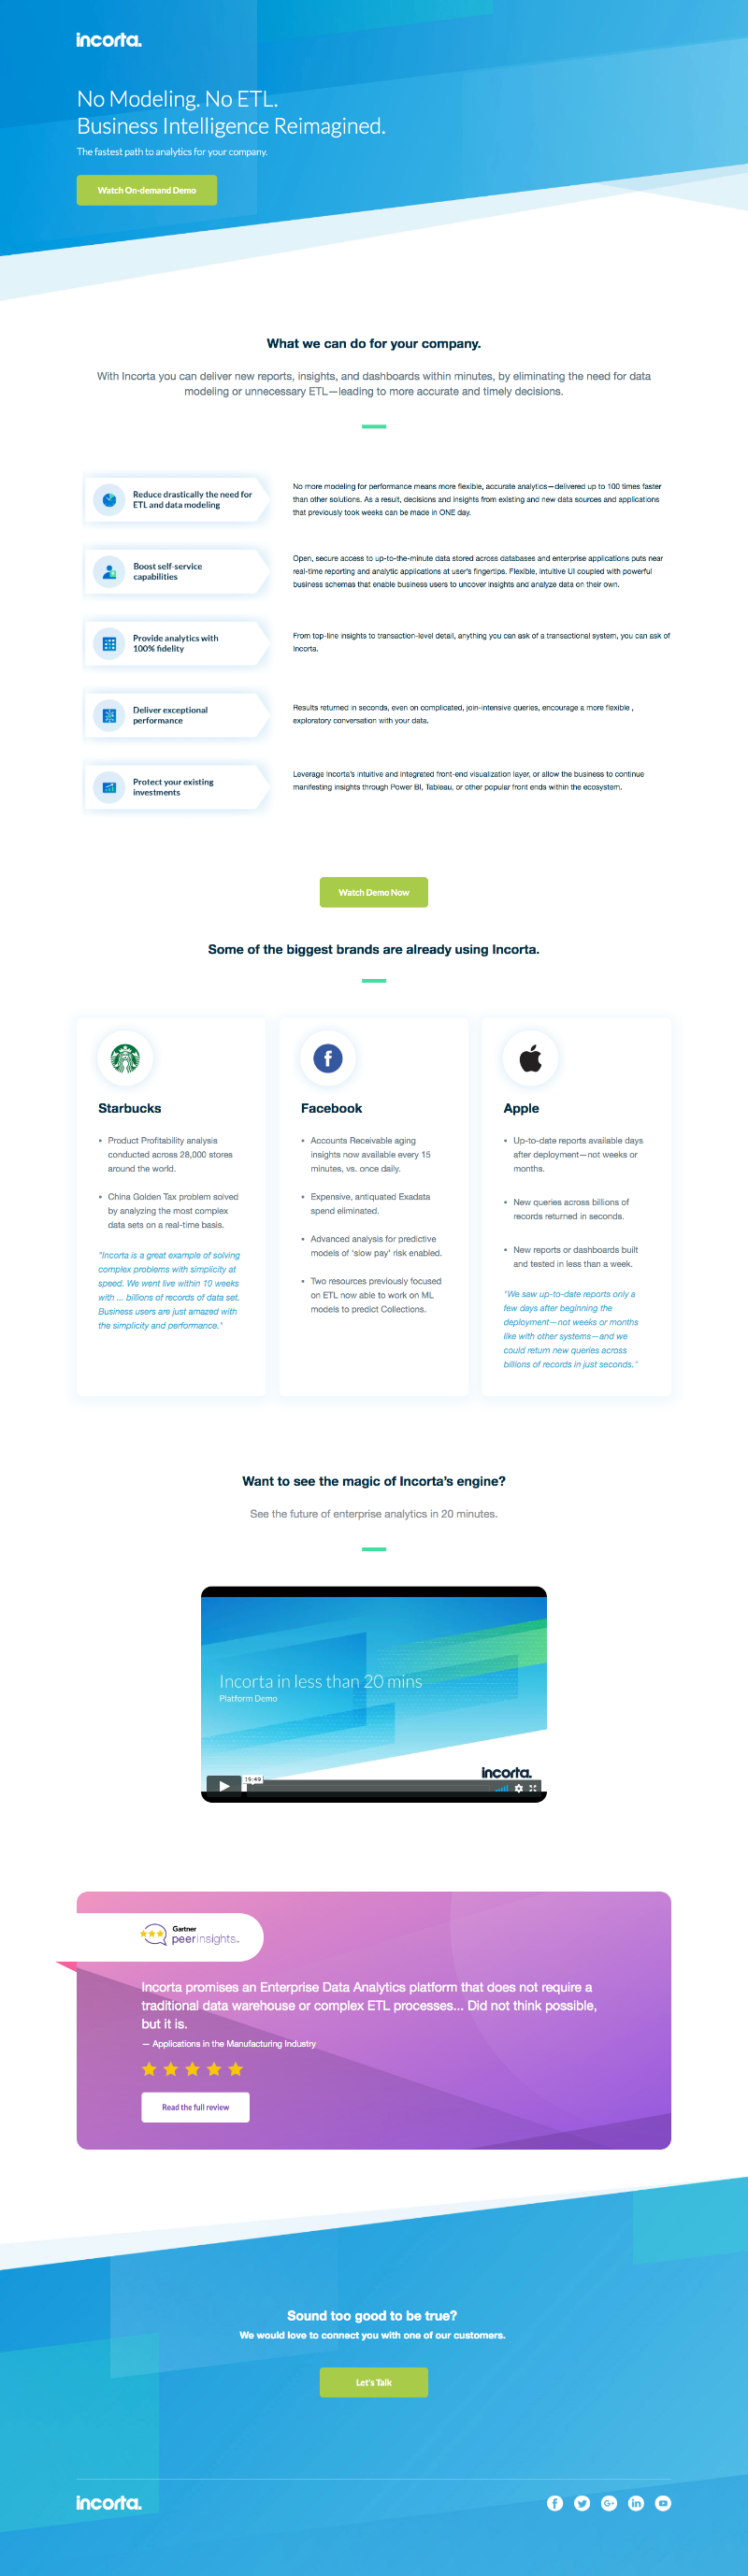 incorta.
No Modeling. No ETL.
Business Intelligence Reimagined.
The fastest path to analytics for your company.
Watch On-demand Demo
What we can do for your company.
With Incorta you can deliver new reports, insights, and dashboards within minutes, by eliminating the need for data
modeling or unnecessary ETL—leading to more accurate and timely decisions.
Reduce drastically the need for
ETL and data modeling
No more modeling for performance means more flexible, accurate analytics—delivered up to 100 times faster
than other solutions. As a result, decisions and insights from existing and new data sources and applications
that previously took weeks can be made in ONE day.
Boost self-service
capabilities
Open, secure access to up-to-the-minute data stored across databases and enterprise applications puts near
real-time reporting and analytic applications at user's fingertips. Flexible, intuitive UI coupled with powerful
business schemas that enable business users to uncover insights and analyze data on their own.
Provide analytics with
100% fidelity
From top-line insights to transaction-level detail, anything you can ask of a transactional system, you can ask of
Incorta.
Deliver exceptional
performance
Results returned in seconds, even on complicated, join-intensive queries, encourage a more flexible ,
exploratory conversation with your data.
Protect your existing
investments
Leverage Incorta's intuitive and integrated front-end visualization layer, or allow the business to continue
manifesting insights through Power BI, Tableau, or other popular front ends within the ecosystem.
Watch Demo Now
Some of the biggest brands are already using Incorta.
Starbucks
• Product Profitability analysis
conducted across 28,000 stores
around the world.
• China Golden Tax problem solved
by analyzing the most complex
data sets on a real-time basis.
"Incorta is a great example of solving
complex problems with simplicity at
speed. We went live within 10 weeks
with ... billions of records of data set.
Business users are just amazed with
the simplicity and performance."
Facebook
• Accounts Receivable aging
insights now available every 15
minutes, vs. once daily.
• Expensive, antiquated Exadata
spend eliminated.
• Advanced analysis for predictive
models of 'slow pay' risk enabled.
• Two resources previously focused
on ETL now able to work on ML
models to predict Collections.
Apple
• Up-to-date reports available days
after deployment—not weeks or
months.
• New queries across billions of
records returned in seconds.
• New reports or dashboards built
and tested in less than a week.
"We saw up-to-date reports only a
few days after beginning the
deployment—not weeks or months
like with other systems—and we
could return new queries across
billions of records in just seconds."
Want to see the magic of Incorta's engine?
See the future of enterprise analytics in 20 minutes.
Incorta in less than 20 mins
Platform Demo
incorta.
19:49
Gartner
peerinsights™
Incorta promises an Enterprise Data Analytics platform that does not require a
traditional data warehouse or complex ETL processes... Did not think possible,
but it is.
— Applications in the Manufacturing Industry
Read the full review
Sound too good to be true?
We would love to connect you with one of our customers.
Let's Talk
incorta.